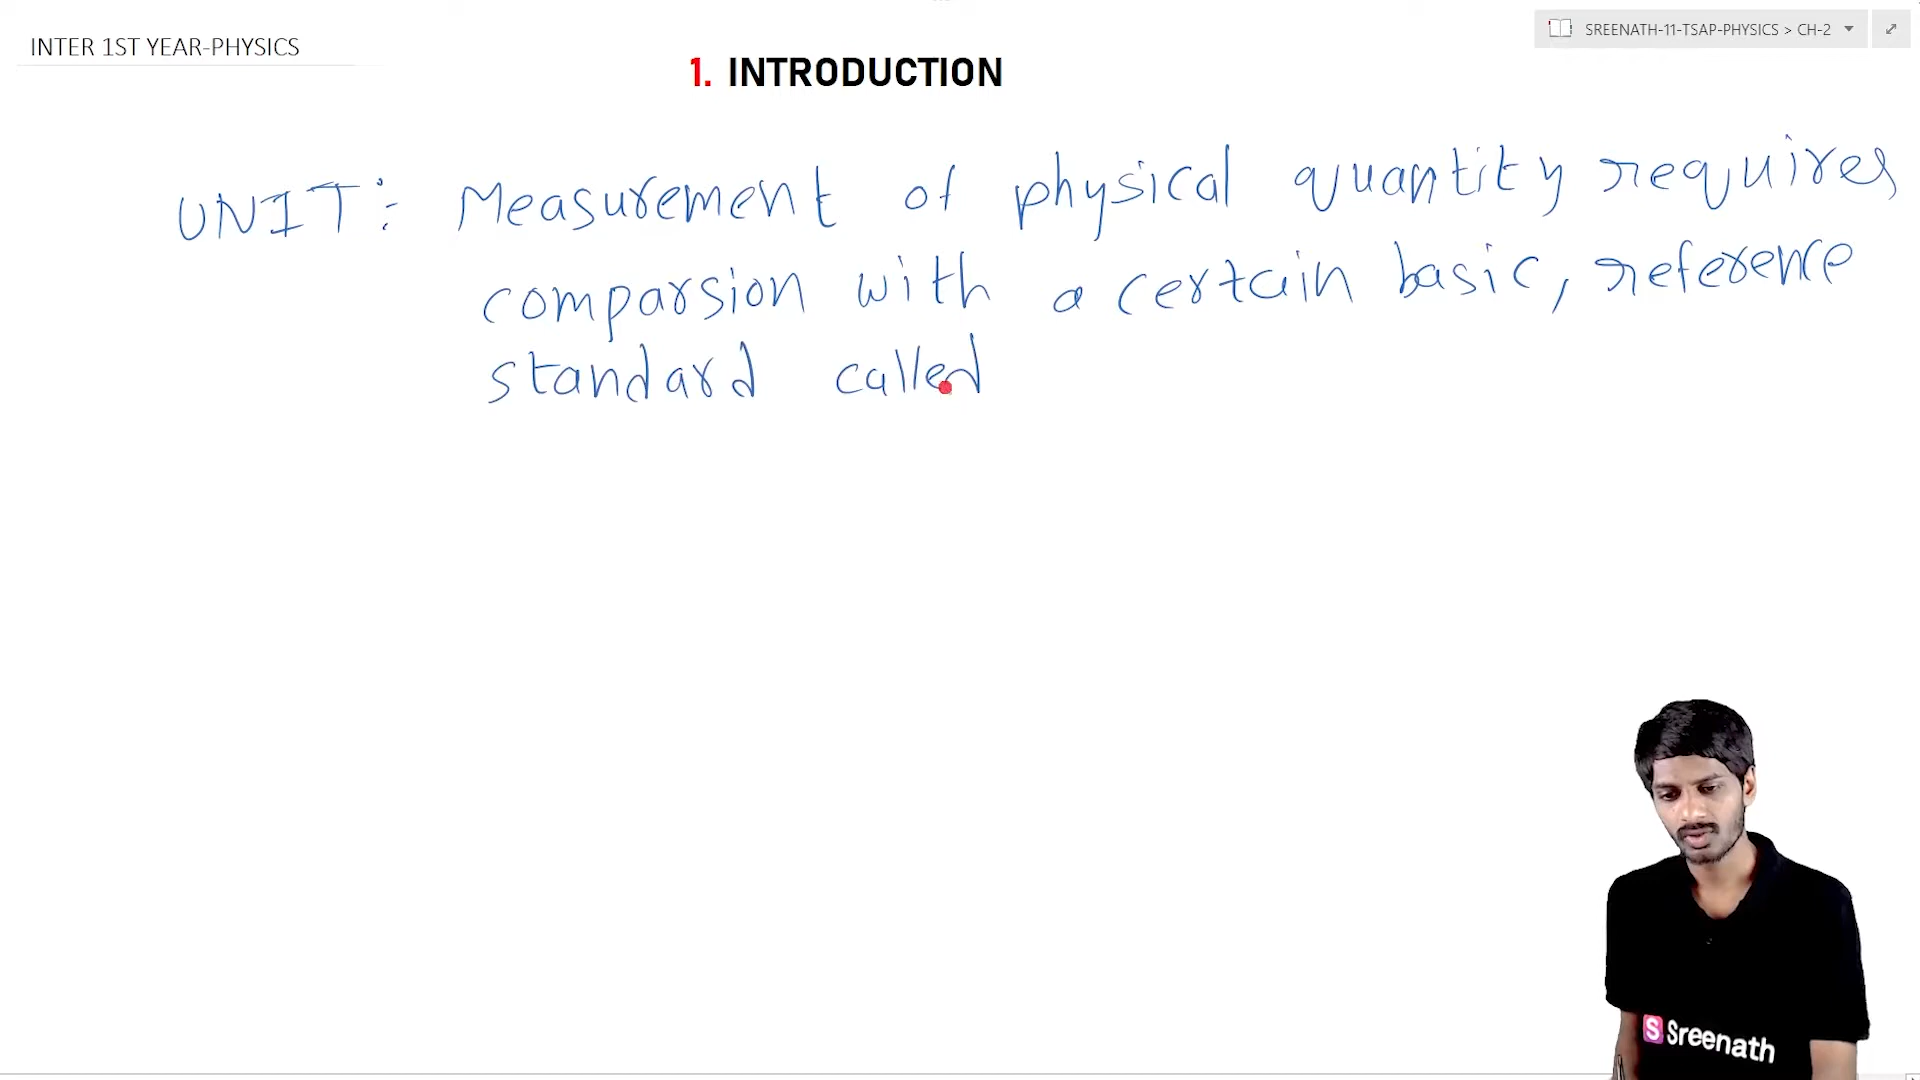 INTER 1ST YEAR-PHYSICS
SREENATH-11-TSAP-PHYSICS > CH-2
1. INTRODUCTION
UNIT:- Measurement of physical quantity requires
comparsion with a certain basic, reference
standard called
S Sreenath